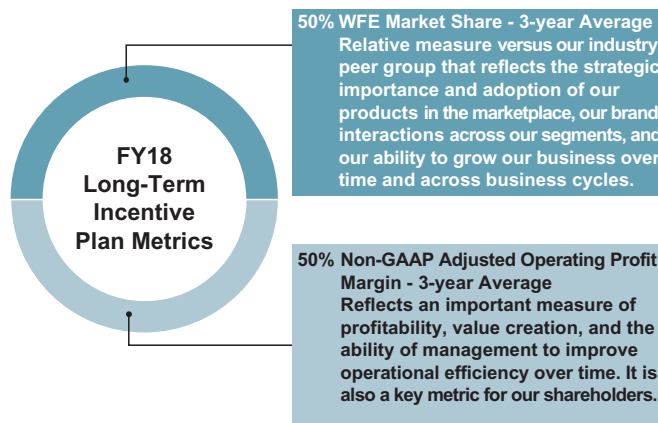 50% WFE Market Share - 3-year Average
Relative measure versus our industry
peer group that reflects the strategic
importance and adoption of our
products in the marketplace, our brand
interactions across our segments, and
our ability to grow our business over
time and across business cycles.
FY18
Long-Term
Incentive
Plan Metrics
50% Non-GAAP Adjusted Operating Profit
Margin - 3-year Average
Reflects an important measure of
profitability, value creation, and the
ability of management to improve
operational efficiency over time. It is
also a key metric for our shareholders.